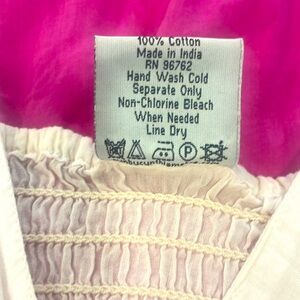 100% Cotton
Made in India
RN 96762
Hand Wash Cold
Separate Only
Non-Chlorine Bleach
When Needed
Line Dry
P